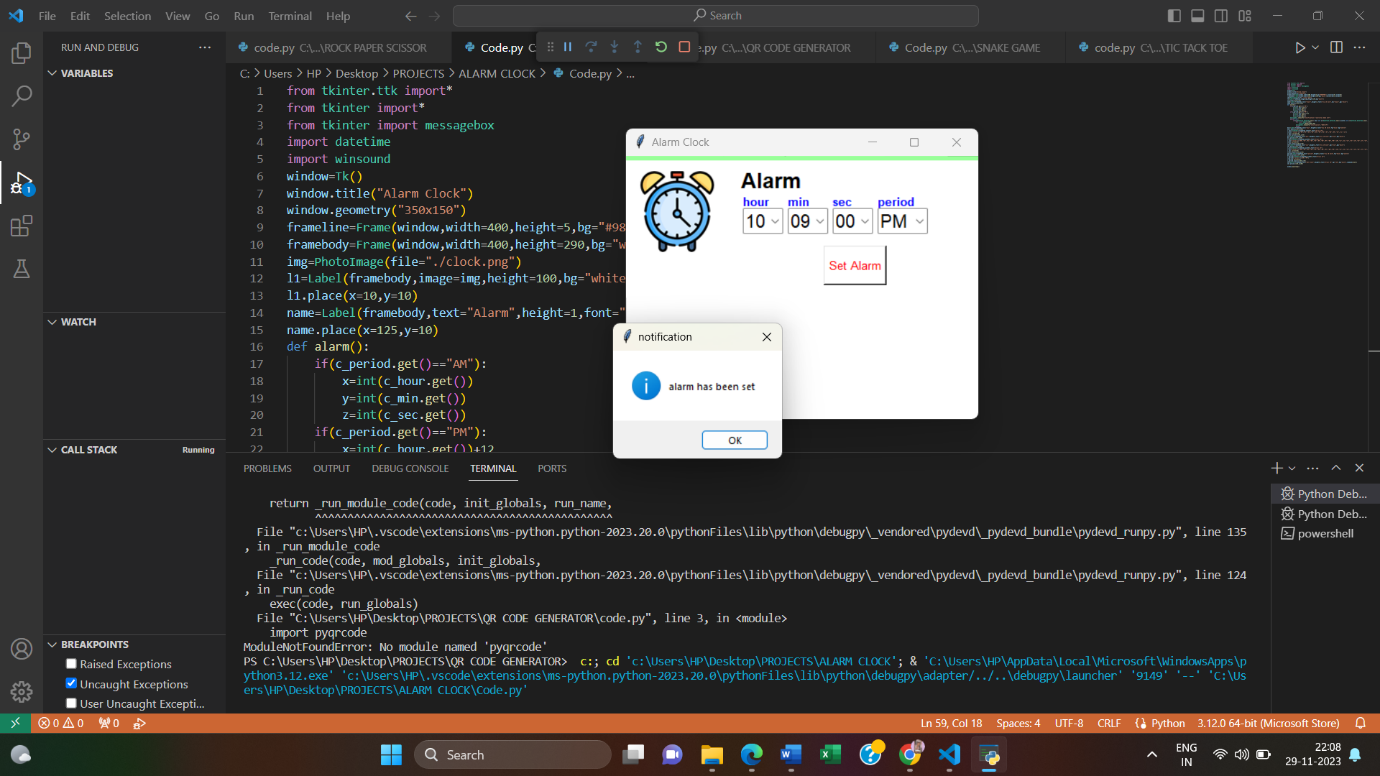 File Edit Selection View Go Run Terminal Help
Search
RUN AND DEBUG
VARIABLES
WATCH
CALL STACK Running
BREAKPOINTS
Raised Exceptions
Uncaught Exceptions
User Uncaught Excepti...
code.py C:\...\ROCK PAPER SCISSOR
Code.py
.py C:\...\QR CODE GENERATOR
Code.py C:\...\SNAKE GAME
code.py C:\...\TIC TACK TOE
C: > Users > HP > Desktop > PROJECTS > ALARM CLOCK > Code.py > ...
1 from tkinter.ttk import*
2 from tkinter import*
3 from tkinter import messagebox
4 import datetime
5 import winsound
6 window=Tk()
7 window.title("Alarm Clock")
8 window.geometry("350x150")
9 frameline=Frame(window,width=400,height=5,bg="#98
10 framebody=Frame(window,width=400,height=290,bg="w
11 img=PhotoImage(file="./clock.png")
12 l1=Label(framebody,image=img,height=100,bg="white
13 l1.place(x=10,y=10)
14 name=Label(framebody,text="Alarm",height=1,font="
15 name.place(x=125,y=10)
16 def alarm():
17 if(c_period.get()=="AM"):
18 x=int(c_hour.get())
19 y=int(c_min.get())
20 z=int(c_sec.get())
21 if(c_period.get()=="PM"):
22 x=int(c_hour.get())+12
Alarm Clock
Alarm
hour min sec period
10 09 00 PM
Set Alarm
notification
alarm has been set
OK
PROBLEMS OUTPUT DEBUG CONSOLE TERMINAL PORTS
return _run_module_code(code, init_globals, run_name,
^^^^^^^^^^^^^^^^^^^^^^^^^^^^^^^^^^^^^^^^^^^^^^
File "c:\Users\HP\.vscode\extensions\ms-python.python-2023.20.0\pythonFiles\lib\python\debugpy\_vendored\pydevd\_pydevd_bundle\pydevd_runpy.py", line 135
, in _run_module_code
_run_code(code, mod_globals, init_globals,
File "c:\Users\HP\.vscode\extensions\ms-python.python-2023.20.0\pythonFiles\lib\python\debugpy\_vendored\pydevd\_pydevd_bundle\pydevd_runpy.py", line 124
, in _run_code
exec(code, run_globals)
File "C:\Users\HP\Desktop\PROJECTS\QR CODE GENERATOR\code.py", line 3, in <module>
import pyqrcode
ModuleNotFoundError: No module named 'pyqrcode'
PS C:\Users\HP\Desktop\PROJECTS\QR CODE GENERATOR> c:; cd 'c:\Users\HP\Desktop\PROJECTS\ALARM CLOCK'; & 'C:\Users\HP\AppData\Local\Microsoft\WindowsApps\p
ython3.12.exe' 'c:\Users\HP\.vscode\extensions\ms-python.python-2023.20.0\pythonFiles\lib\python\debugpy\adapter/../..\debugpy\launcher' '9149' '--' 'C:\Us
ers\HP\Desktop\PROJECTS\ALARM CLOCK\Code.py'
Python Deb...
Python Deb...
powershell
0 0 0
Ln 59, Col 18 Spaces: 4 UTF-8 CRLF Python 3.12.0 64-bit (Microsoft Store)
Search
ENG
IN
22:08
29-11-2023